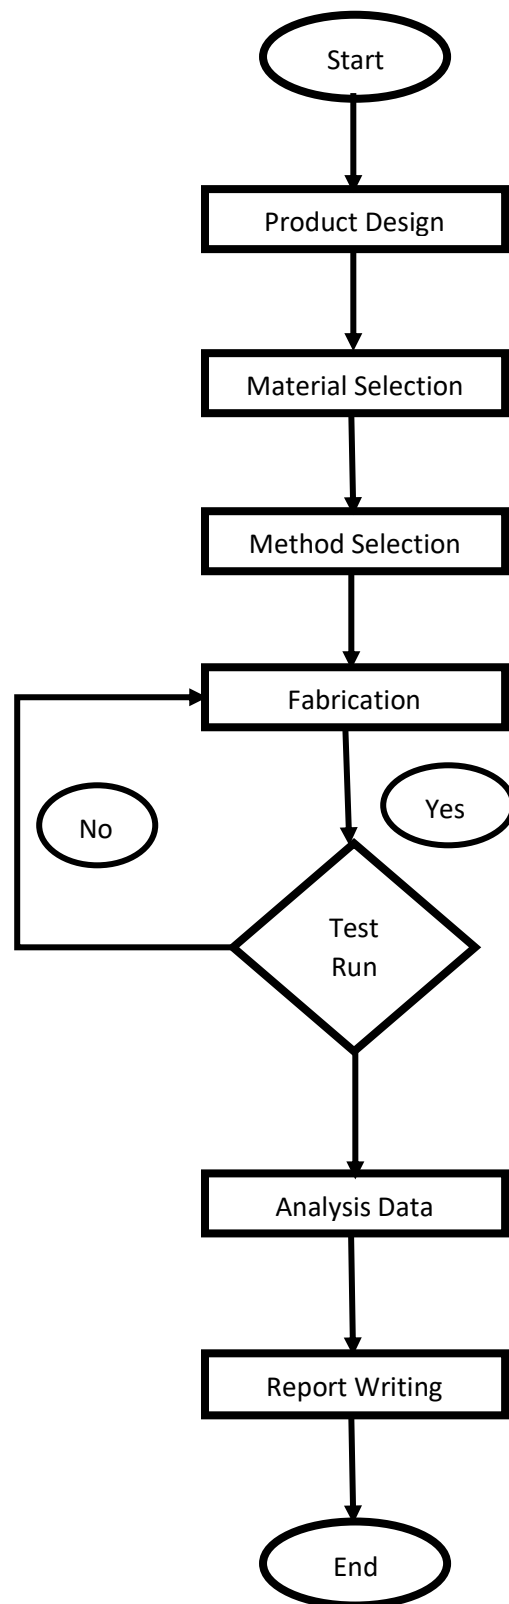 Start
Product Design
Material Selection
Method Selection
Fabrication
No
Yes
Test
Run
Analysis Data
Report Writing
End